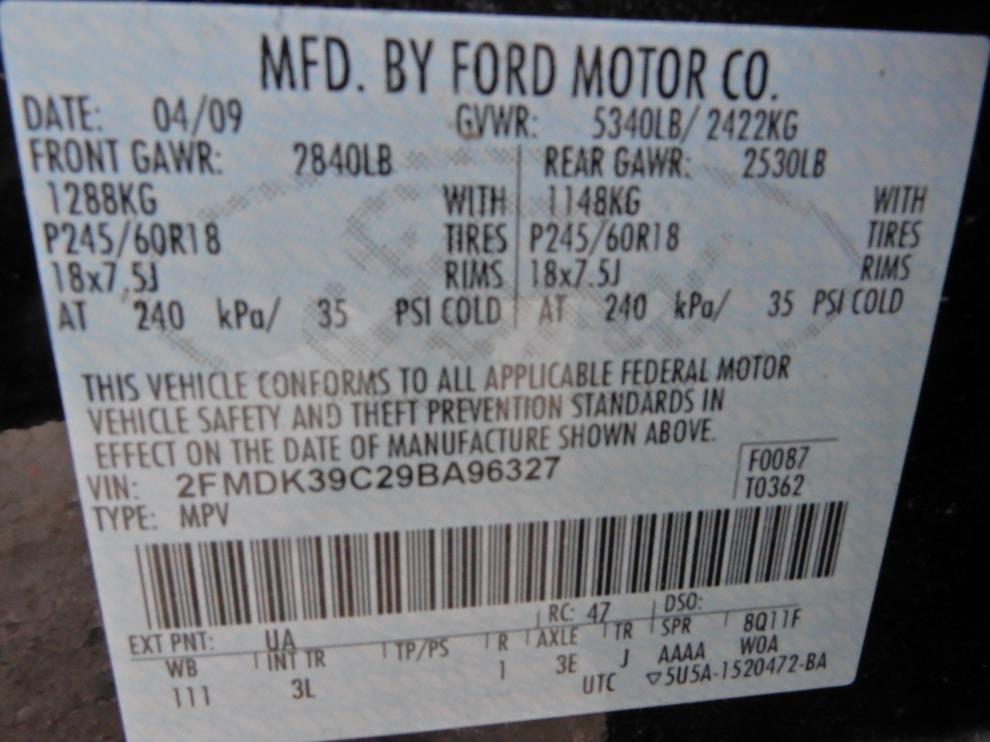 MFD. BY FORD MOTOR CO.
DATE: 04/09 GVWR: 5340LB/ 2422KG
FRONT GAWR: 2840LB REAR GAWR: 2530LB
1288KG WITH 1148KG WITH
P245/60R18 TIRES P245/60R18 TIRES
18x7.5J RIMS 18x7.5J RIMS
AT 240 kPa/ 35 PSI COLD AT 240 kPa/ 35 PSI COLD
THIS VEHICLE CONFORMS TO ALL APPLICABLE FEDERAL MOTOR
VEHICLE SAFETY AND THEFT PREVENTION STANDARDS IN
EFFECT ON THE DATE OF MANUFACTURE SHOWN ABOVE.
VIN: 2FMDK39C29BA96327 F0087
TYPE: MPV T0362
RC: 47 DSO:
EXT PNT: UA 8Q11F
WB INT TR TP/PS R AXLE TR SPR W0A
111 3L 1 3E J AAAA
UTC ▽5U5A-1520472-BA